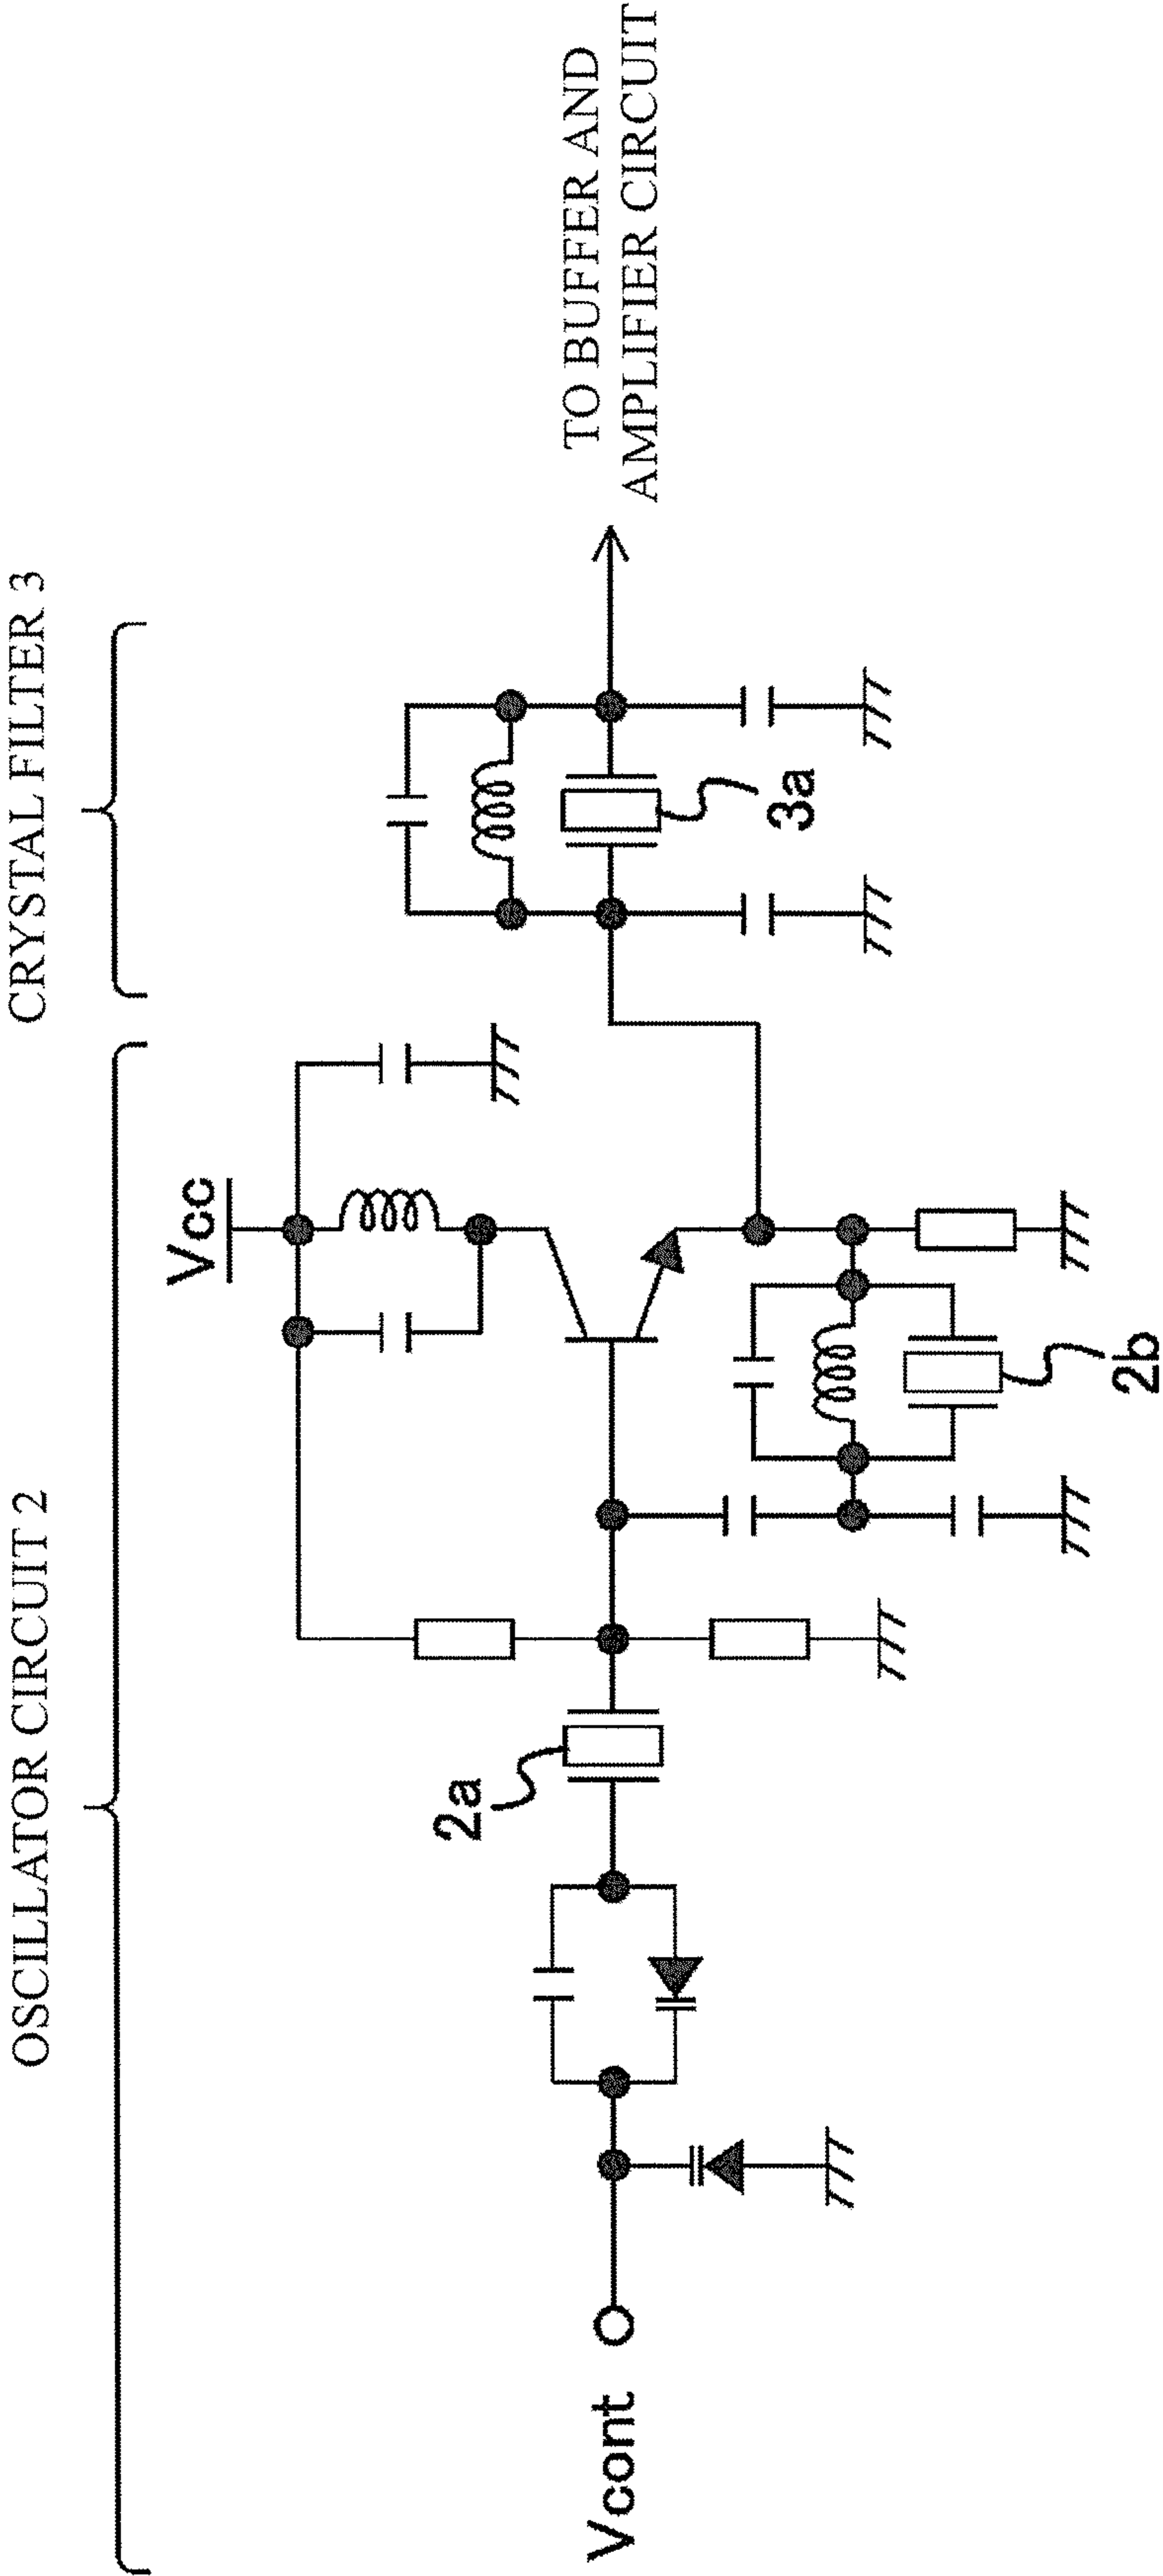 OSCILLATOR CIRCUIT 2
CRYSTAL FILTER 3
Vcc
2a
3a
2b
Vcont
TO BUFFER AND
AMPLIFIER CIRCUIT